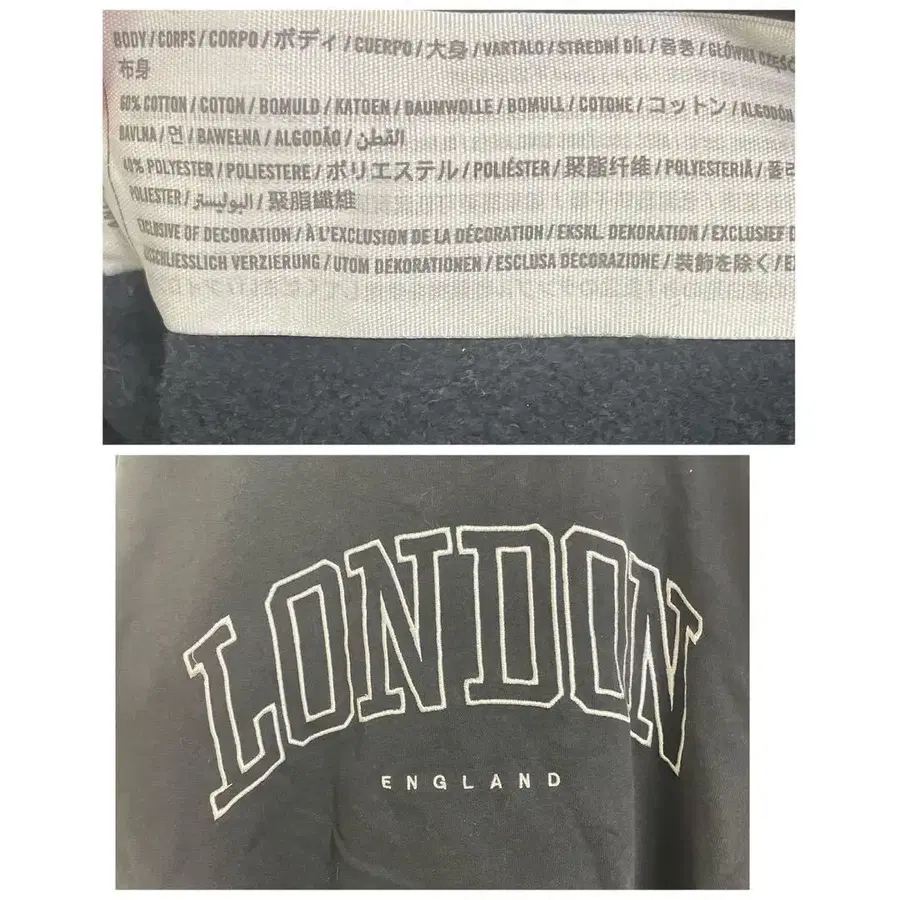 BODY / CORPS / CORPO / ボディ / CUERPO / 大身 / VARTALO / STŘEDNÍ DÍL / 몸통 / GŁÓWNA CZĘŚĆ
布身
60% COTTON / COTON / BOMULD / KATOEN / BAUMWOLLE / BOMULL / COTONE / コットン / ALGODÓN
BAVLNA / 면 / BAWEŁNA / ALGODÃO / القطن
40% POLYESTER / POLIESTERE / ポリエステル / POLIÉSTER / 聚酯纤维 / POLYESTERIÄ / 폴리
POLIESTER / البوليستر / 聚脂纖維
EXCLUSIVE OF DECORATION / À L'EXCLUSION DE LA DÉCORATION / EKSKL. DEKORATION / EXCLUSIEF
AUSSCHLIESSLICH VERZIERUNG / UTOM DEKORATIONEN / ESCLUSA DECORAZIONE / 装飾を除く /
LONDON
ENGLAND